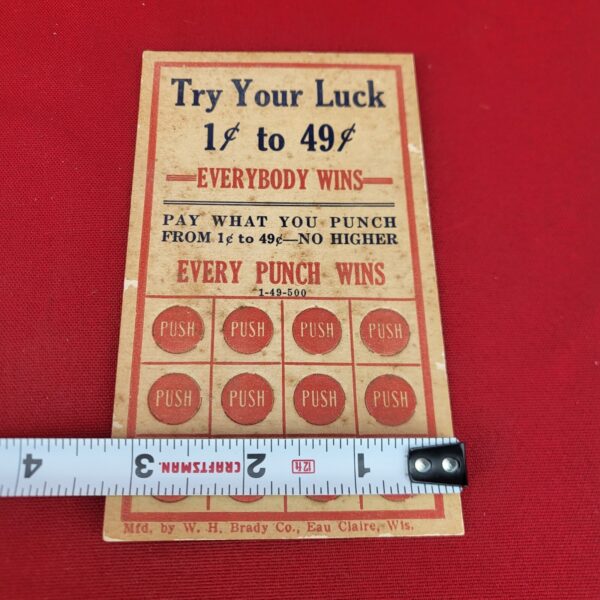 Try Your Luck
1¢ to 49¢
EVERYBODY WINS
PAY WHAT YOU PUNCH
FROM 1¢ to 49¢—NO HIGHER
EVERY PUNCH WINS
1-49-500
PUSH PUSH PUSH PUSH
PUSH PUSH PUSH PUSH
4 3 CRAFTSMAN. 2 12ft 1
Mfd. by W. H. Brady Co., Eau Claire, Wis.